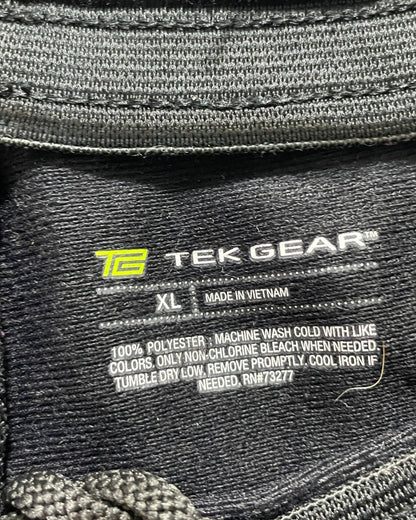 TG TEK GEAR™
XL MADE IN VIETNAM
100% POLYESTER : MACHINE WASH COLD WITH LIKE
COLORS, ONLY NON-CHLORINE BLEACH WHEN NEEDED.
TUMBLE DRY LOW, REMOVE PROMPTLY. COOL IRON IF
NEEDED. RN#73277